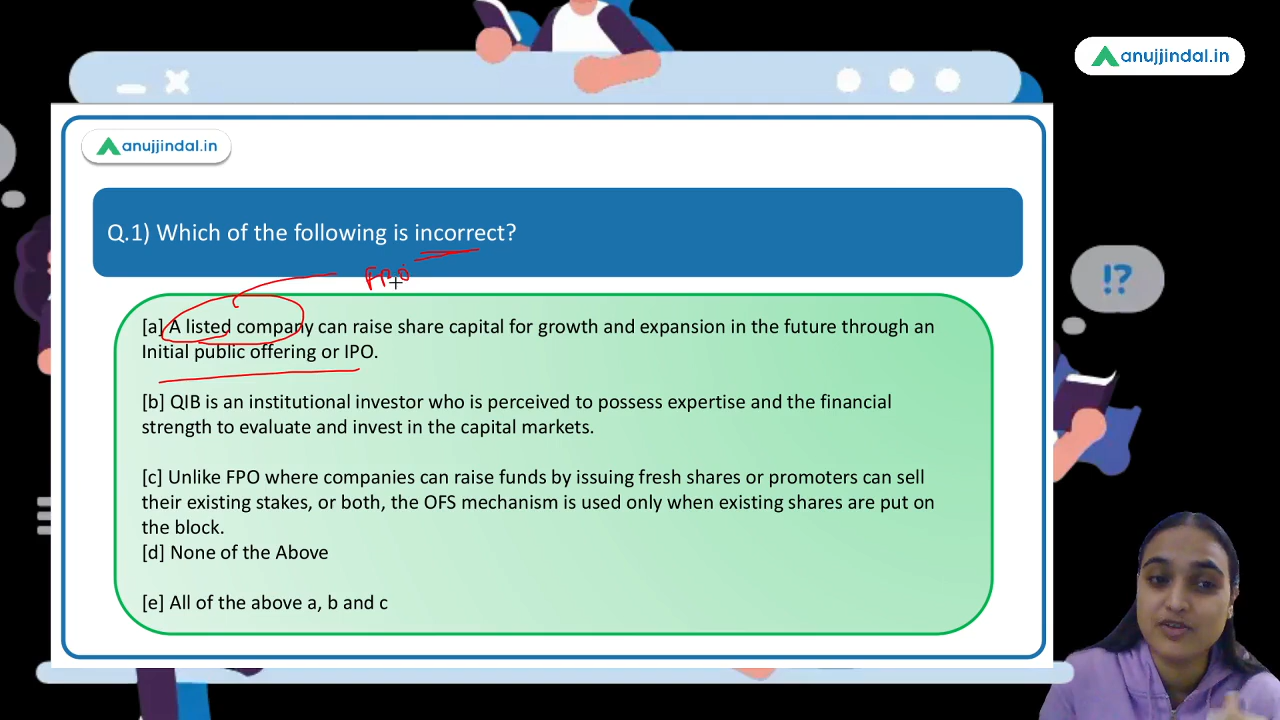 anujjindal.in
anujjindal.in
Q.1) Which of the following is incorrect?
FPO
[a] A listed company can raise share capital for growth and expansion in the future through an
Initial public offering or IPO.
[b] QIB is an institutional investor who is perceived to possess expertise and the financial
strength to evaluate and invest in the capital markets.
[c] Unlike FPO where companies can raise funds by issuing fresh shares or promoters can sell
their existing stakes, or both, the OFS mechanism is used only when existing shares are put on
the block.
[d] None of the Above
[e] All of the above a, b and c
!?